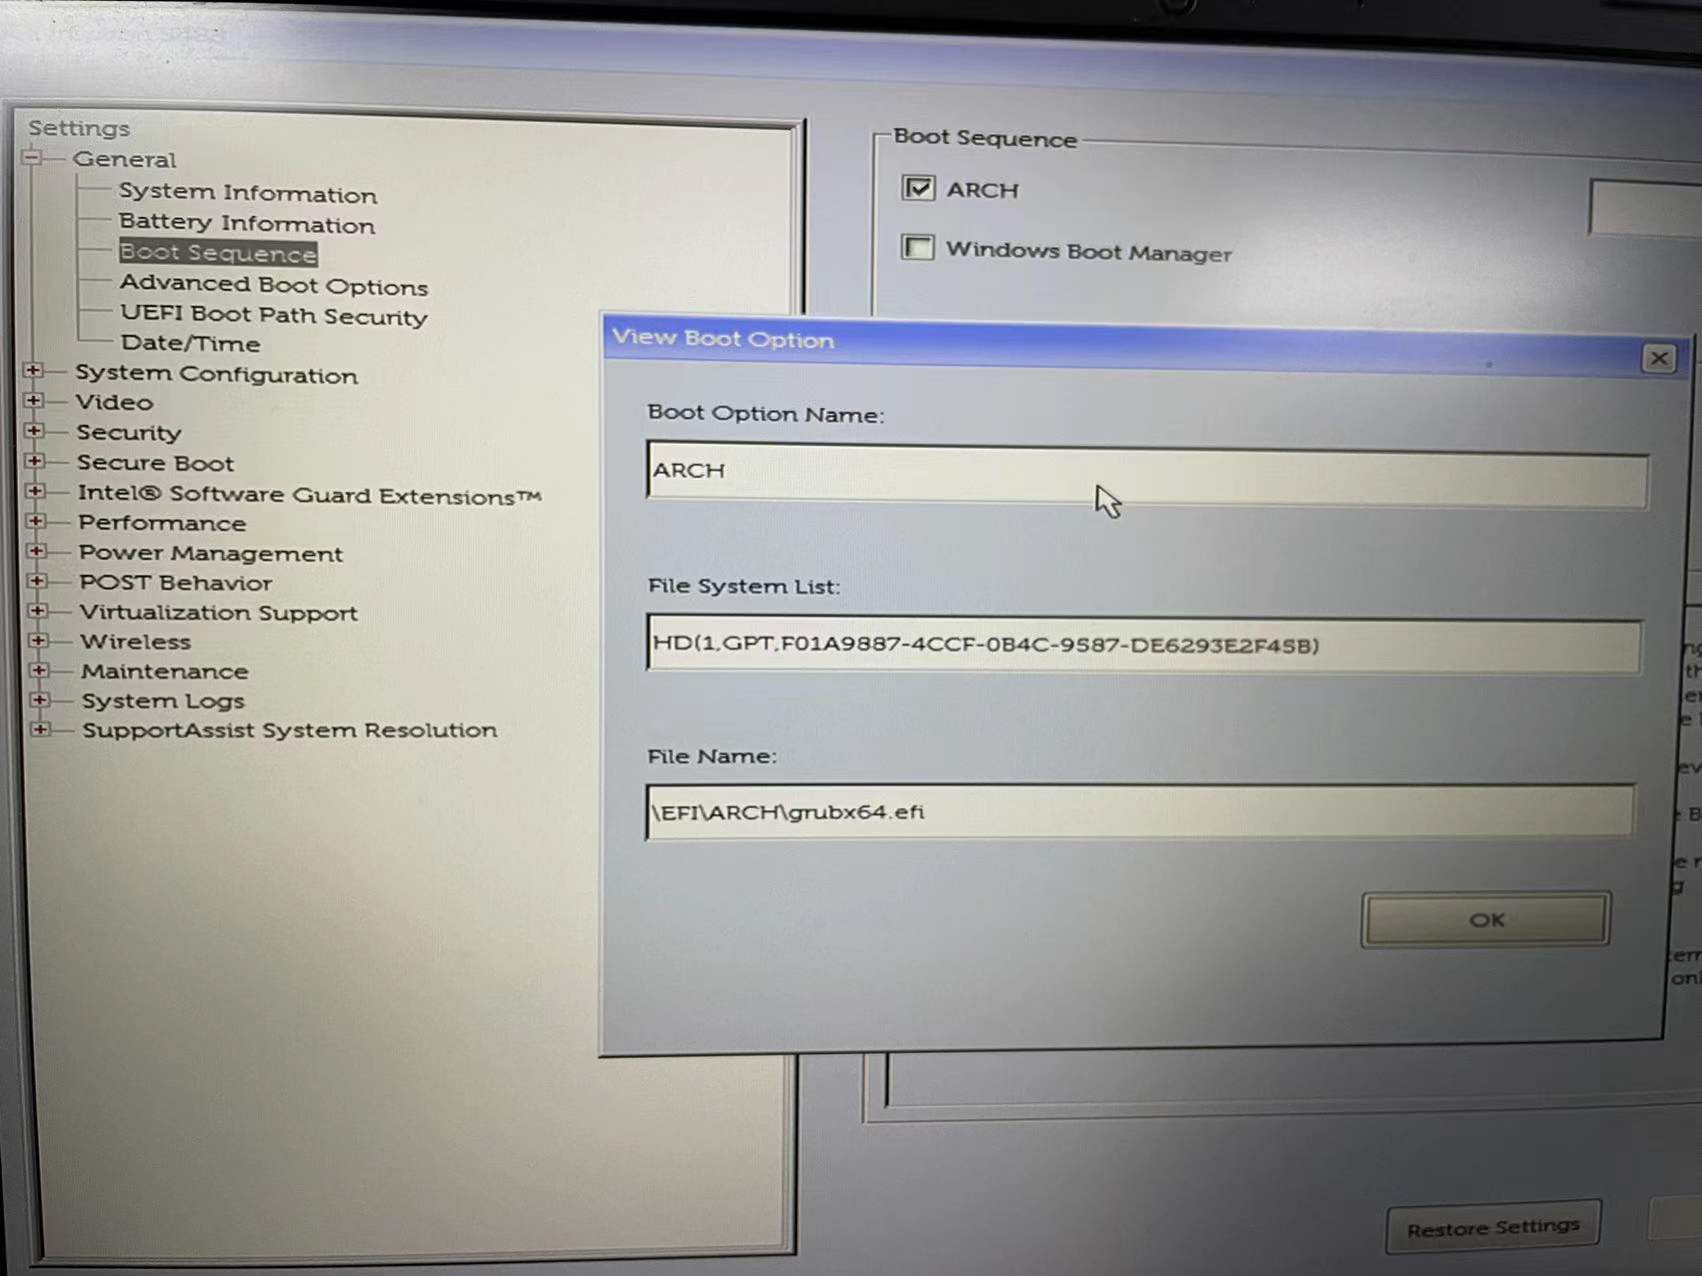 Settings
General
System Information
Battery Information
Boot Sequence
Advanced Boot Options
UEFI Boot Path Security
Date/Time
System Configuration
Video
Security
Secure Boot
Intel® Software Guard Extensions™
Performance
Power Management
POST Behavior
Virtualization Support
Wireless
Maintenance
System Logs
SupportAssist System Resolution
Boot Sequence
ARCH
Windows Boot Manager
View Boot Option
Boot Option Name:
ARCH
File System List:
HD(1,GPT,F01A9887-4CCF-0B4C-9587-DE6293E2F45B)
File Name:
\EFI\ARCH\grubx64.efi
OK
Restore Settings